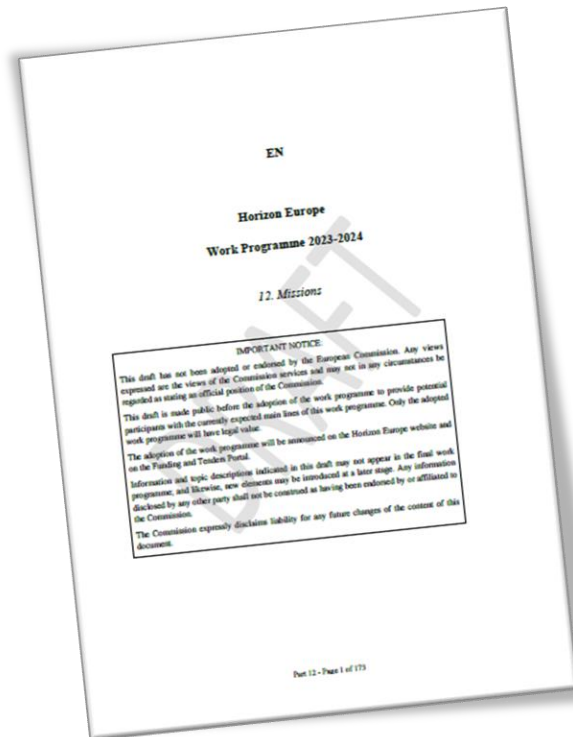 EN
Horizon Europe
Work Programme 2023-2024
12. Missions
DRAFT
IMPORTANT NOTICE:
This draft has not been adopted or endorsed by the European Commission. Any views
expressed are the views of the Commission services and may not in any circumstances be
regarded as stating an official position of the Commission.
This draft is made public before the adoption of the work programme to provide potential
participants with the currently expected main lines of this work programme. Only the adopted
work programme will have legal value.
The adoption of the work programme will be announced on the Horizon Europe website and
on the Funding and Tenders Portal.
Information and topic descriptions indicated in this draft may not appear in the final work
programme, and likewise, new elements may be introduced at a later stage. Any information
disclosed by any other party shall not be construed as having been endorsed by or affiliated to
the Commission.
The Commission expressly disclaims liability for any future changes of the content of this
document.
Part 12 - Page 1 of 173